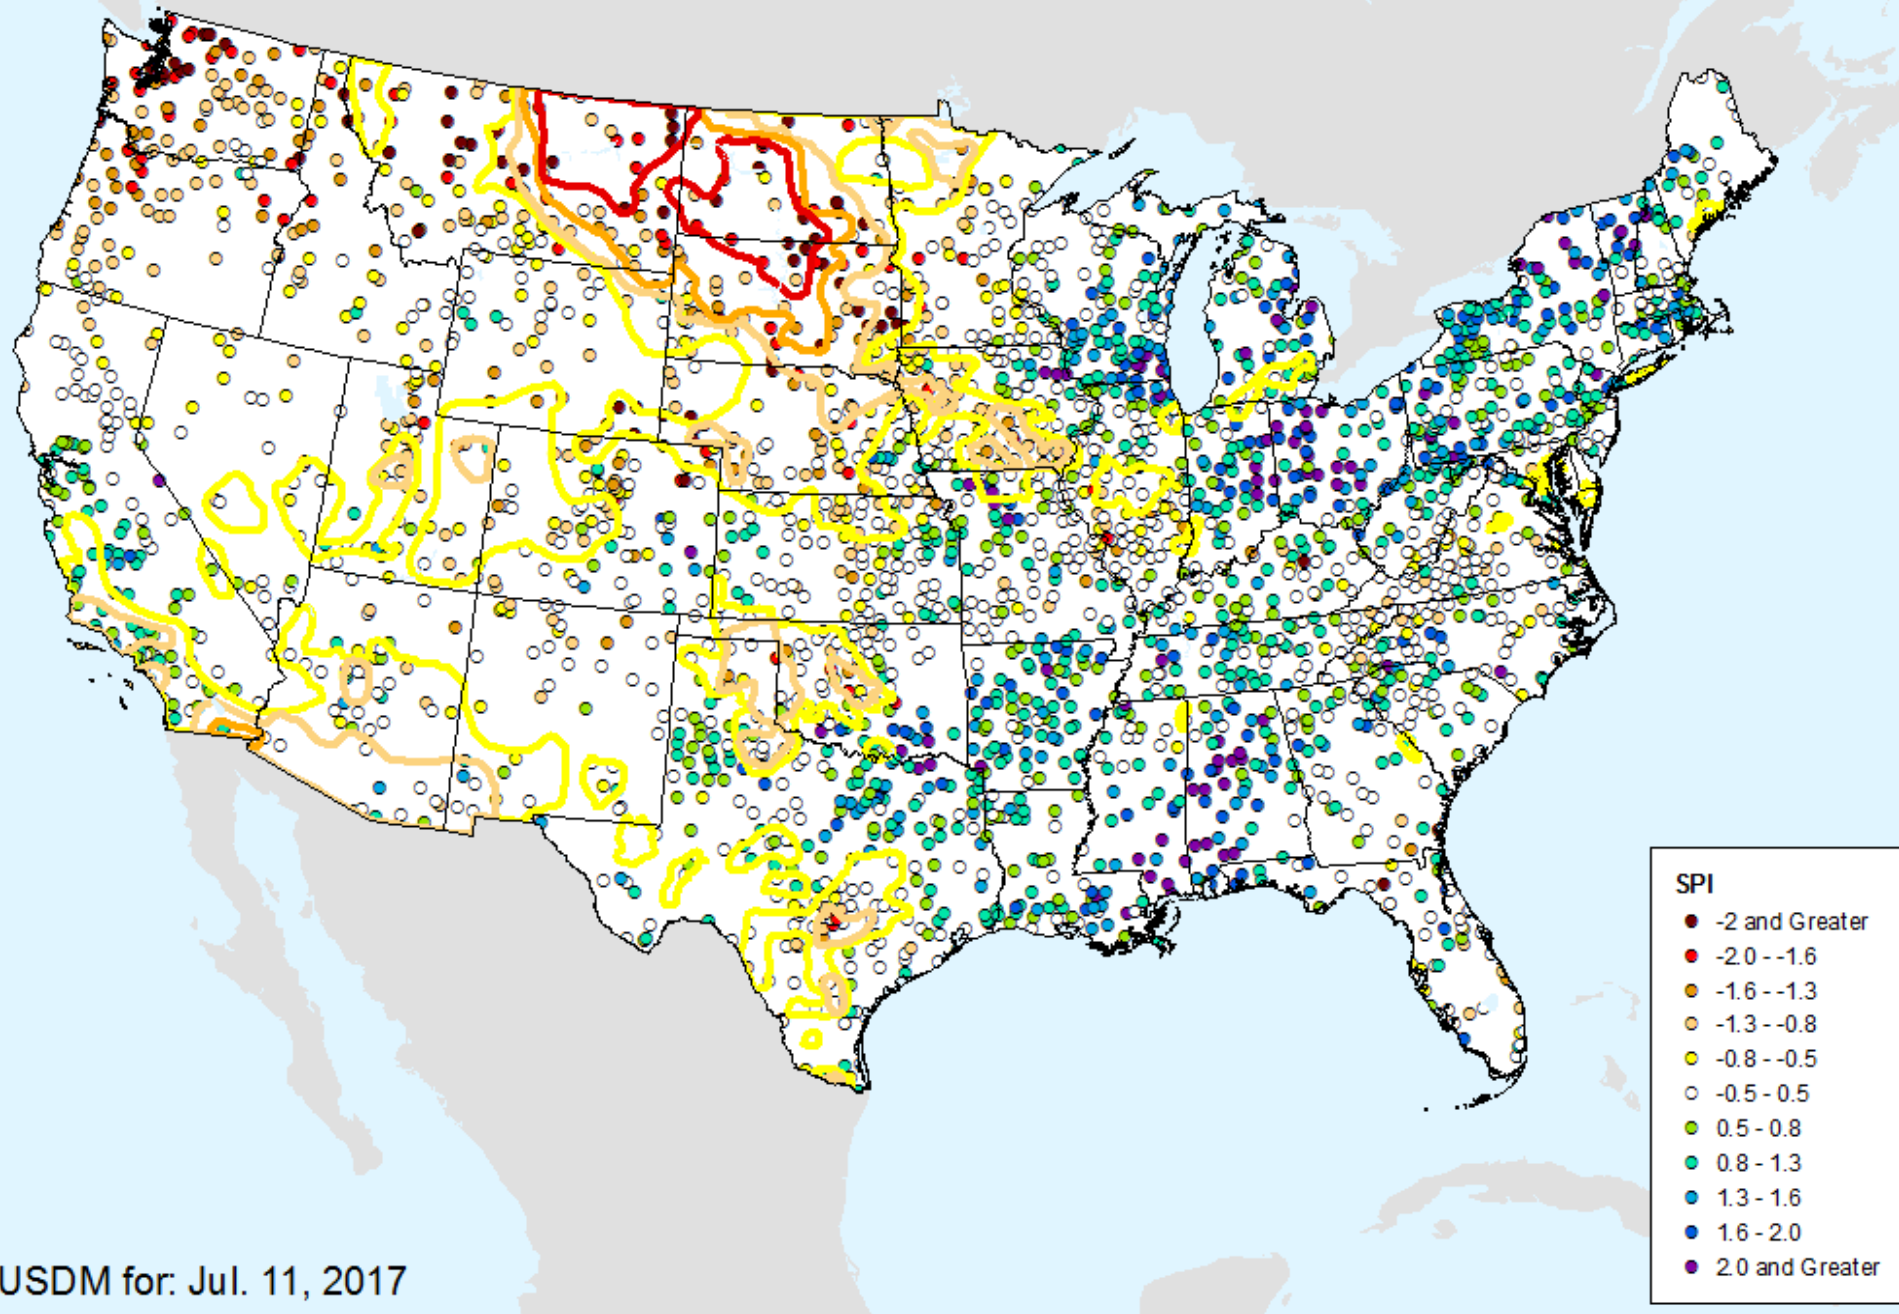 SPI
-2 and Greater
-2.0 - -1.6
-1.6 - -1.3
-1.3 - -0.8
-0.8 - -0.5
-0.5 - 0.5
0.5 - 0.8
0.8 - 1.3
1.3 - 1.6
1.6 - 2.0
2.0 and Greater
USDM for: Jul. 11, 2017